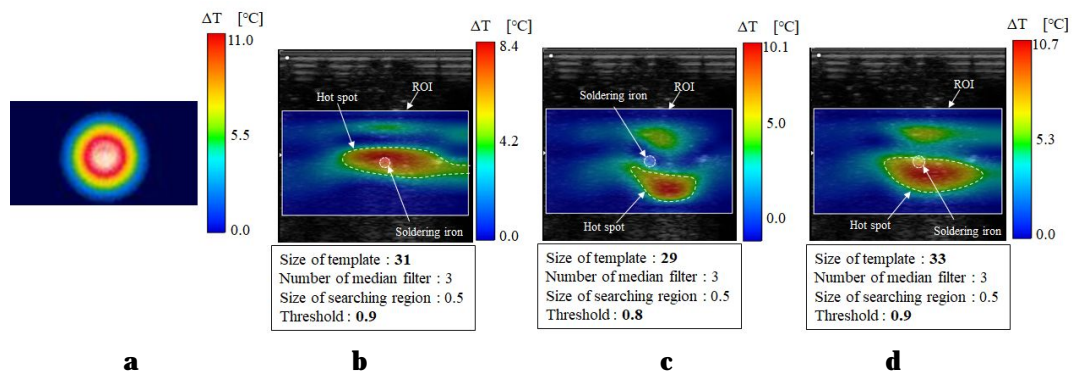 ΔT [℃]
11.0
5.5
0.0
a
ΔT [℃]
8.4
4.2
0.0
Hot spot
ROI
Soldering iron
Size of template : 31
Number of median filter : 3
Size of searching region : 0.5
Threshold : 0.9
b
ΔT [℃]
10.1
5.0
0.0
Soldering iron
ROI
Hot spot
Size of template : 29
Number of median filter : 3
Size of searching region : 0.5
Threshold : 0.8
c
ΔT [℃]
10.7
5.3
0.0
ROI
Hot spot
Soldering iron
Size of template : 33
Number of median filter : 3
Size of searching region : 0.5
Threshold : 0.9
d